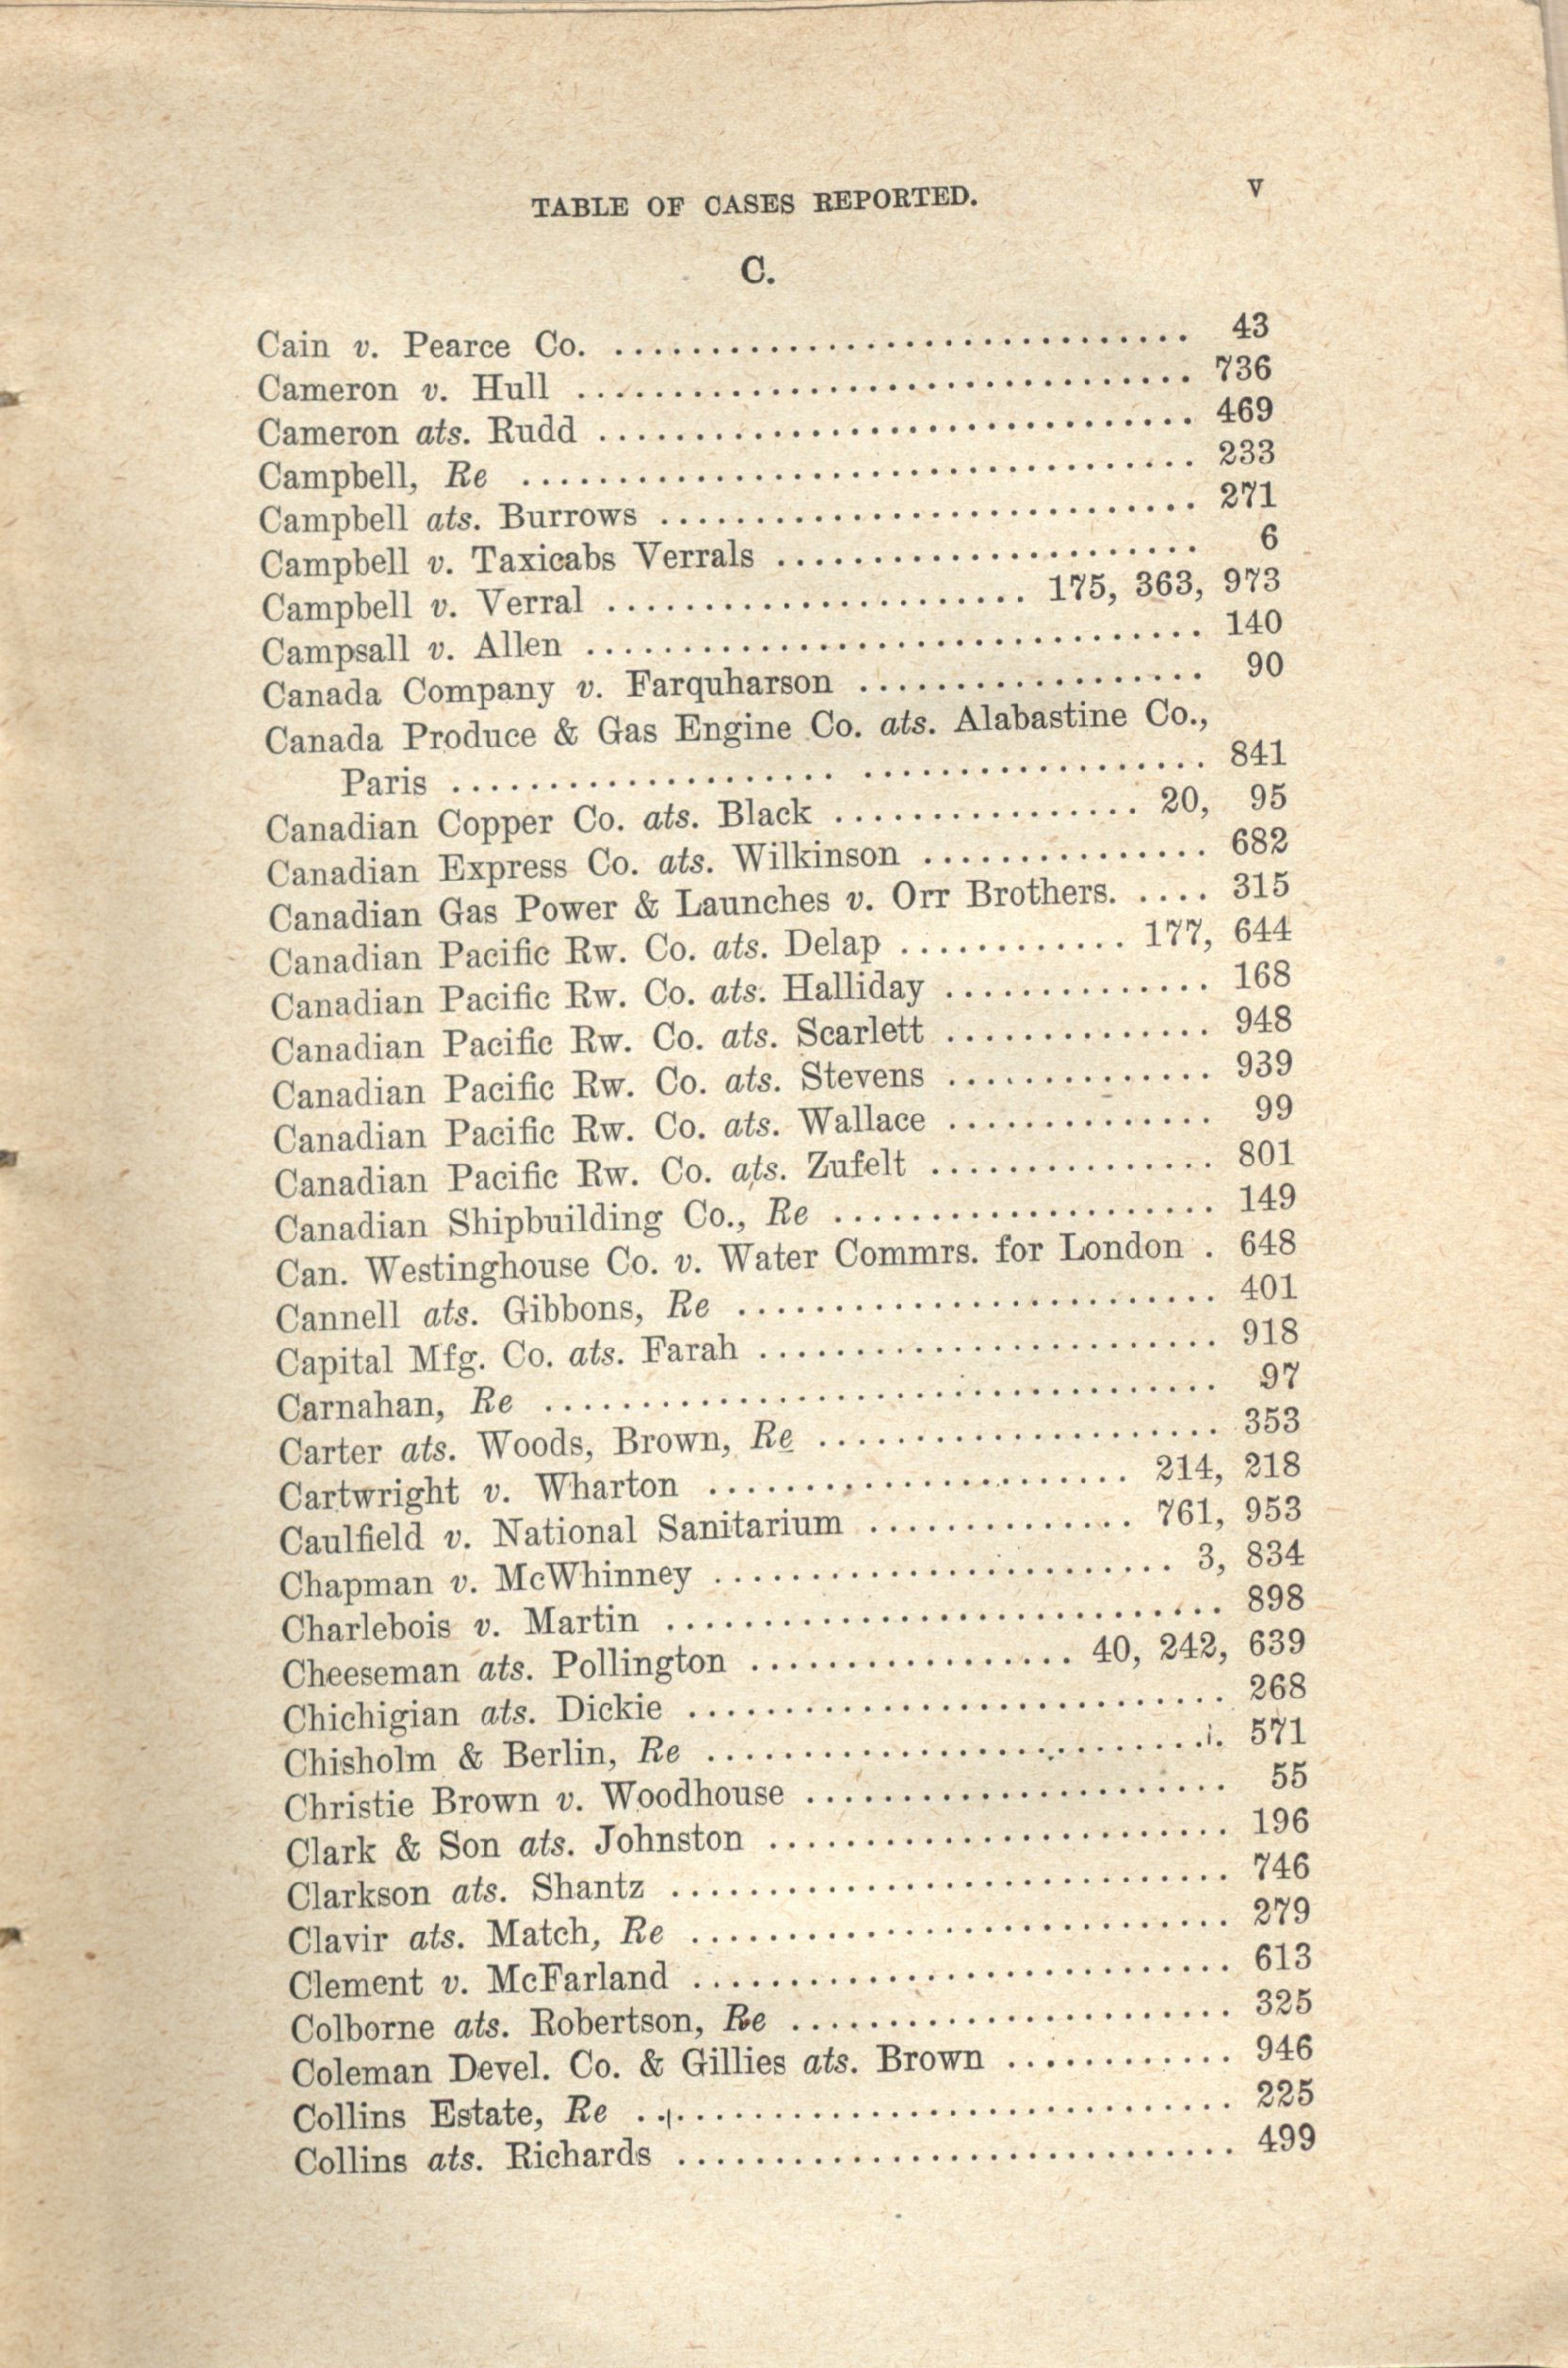 TABLE OF CASES REPORTED. v
C.
Cain v. Pearce Co. .............................. 43
Cameron v. Hull ................................ 736
Cameron ats. Rudd ............................... 469
Campbell, Re ................................... 233
Campbell ats. Burrows ............................ 271
Campbell v. Taxicabs Verrals ...................... 6
Campbell v. Verral ...................... 175, 363, 973
Campsall v. Allen ................................ 140
Canada Company v. Farquharson .................. 90
Canada Produce & Gas Engine Co. ats. Alabastine Co.,
Paris .................... .................. 841
Canadian Copper Co. ats. Black ................ 20, 95
Canadian Express Co. ats. Wilkinson ............... 682
Canadian Gas Power & Launches v. Orr Brothers. .... 315
Canadian Pacific Rw. Co. ats. Delap ............ 177, 644
Canadian Pacific Rw. Co. ats. Halliday .............. 168
Canadian Pacific Rw. Co. ats. Scarlett .............. 948
Canadian Pacific Rw. Co. ats. Stevens .............. 939
Canadian Pacific Rw. Co. ats. Wallace .............. 99
Canadian Pacific Rw. Co. ats. Zufelt ............... 801
Canadian Shipbuilding Co., Re .................... 149
Can. Westinghouse Co. v. Water Commrs. for London . 648
Cannell ats. Gibbons, Re ......................... 401
Capital Mfg. Co. ats. Farah ........................ 918
Carnahan, Re ................................... 97
Carter ats. Woods, Brown, Re ..................... 353
Cartwright v. Wharton ...................... 214, 218
Caulfield v. National Sanitarium .............. 761, 953
Chapman v. McWhinney ........................ 3, 834
Charlebois v. Martin ............................. 898
Cheeseman ats. Pollington ................. 40, 242, 639
Chichigian ats. Dickie ............................ 268
Chisholm & Berlin, Re ........................... 571
Christie Brown v. Woodhouse ...................... 55
Clark & Son ats. Johnston ........................ 196
Clarkson ats. Shantz ............................. 746
Clavir ats. Match, Re ............................ 279
Clement v. McFarland ............................ 613
Colborne ats. Robertson, Re ....................... 325
Coleman Devel. Co. & Gillies ats. Brown ............ 946
Collins Estate, Re ............................... 225
Collins ats. Richards ............................. 499